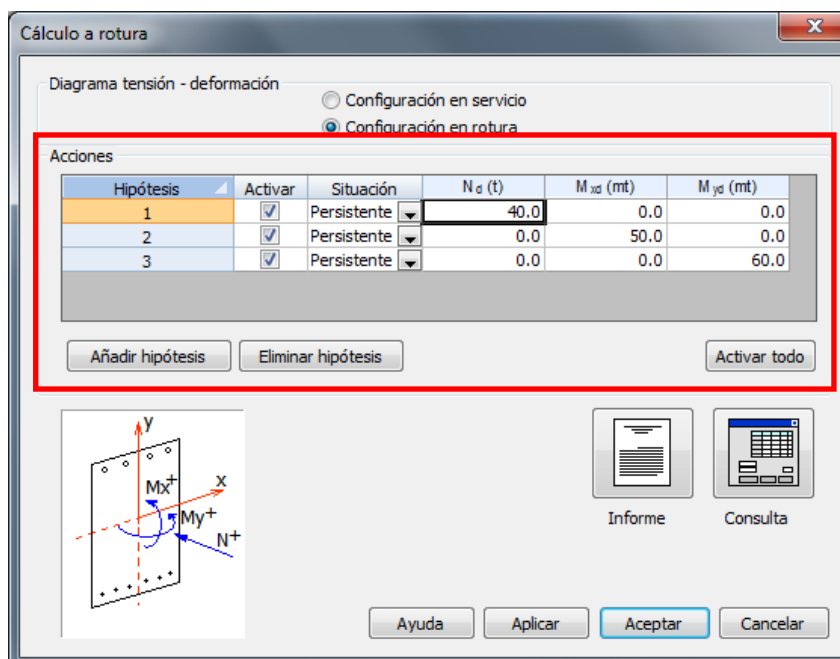 Cálculo a rotura
Diagrama tensión - deformación
Configuración en servicio
Configuración en rotura
Acciones
Hipótesis Activar Situación N d (t) M xd (mt) M yd (mt)
1 Persistente 40.0 0.0 0.0
2 Persistente 0.0 50.0 0.0
3 Persistente 0.0 0.0 60.0
Añadir hipótesis Eliminar hipótesis Activar todo
y
x
Mx+
My+
N+
Informe Consulta
Ayuda Aplicar Aceptar Cancelar